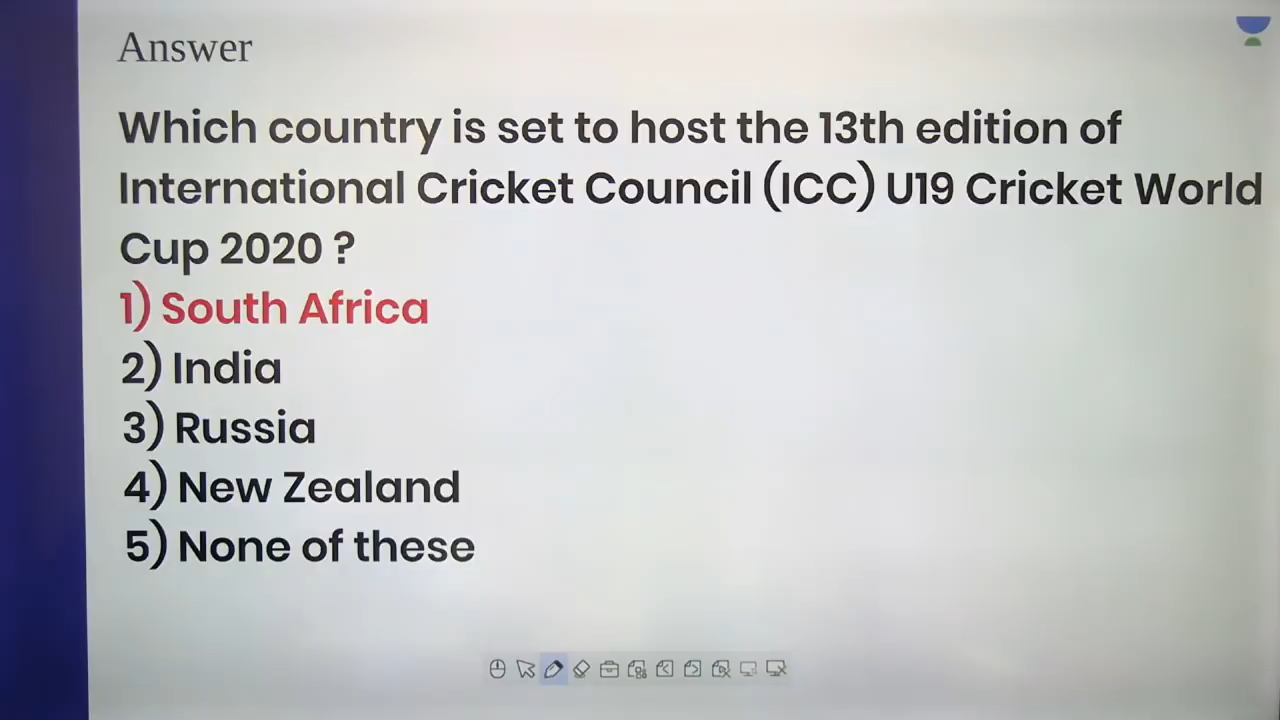 Answer
Which country is set to host the 13th edition of
International Cricket Council (ICC) U19 Cricket World
Cup 2020 ?
1) South Africa
2) India
3) Russia
4) New Zealand
5) None of these